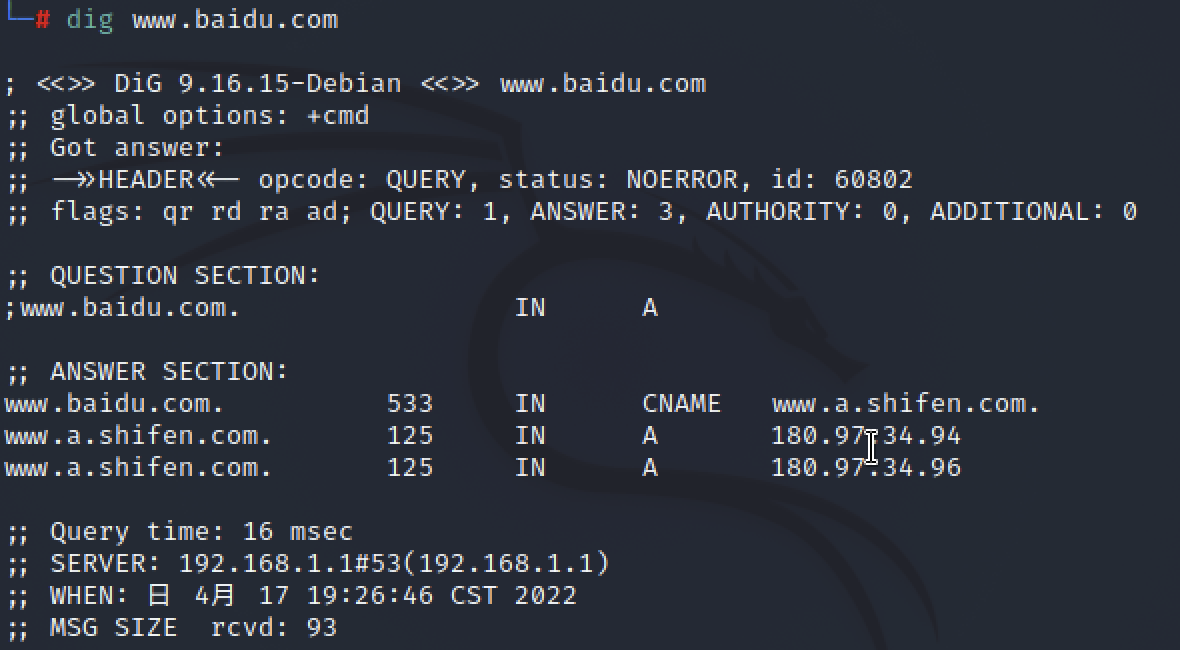 └─# dig www.baidu.com
; <<>> DiG 9.16.15-Debian <<>> www.baidu.com
;; global options: +cmd
;; Got answer:
;; ->>HEADER<<- opcode: QUERY, status: NOERROR, id: 60802
;; flags: qr rd ra ad; QUERY: 1, ANSWER: 3, AUTHORITY: 0, ADDITIONAL: 0
;; QUESTION SECTION:
;www.baidu.com. IN A
;; ANSWER SECTION:
www.baidu.com. 533 IN CNAME www.a.shifen.com.
www.a.shifen.com. 125 IN A 180.97.34.94
www.a.shifen.com. 125 IN A 180.97.34.96
;; Query time: 16 msec
;; SERVER: 192.168.1.1#53(192.168.1.1)
;; WHEN: 日 4月 17 19:26:46 CST 2022
;; MSG SIZE rcvd: 93